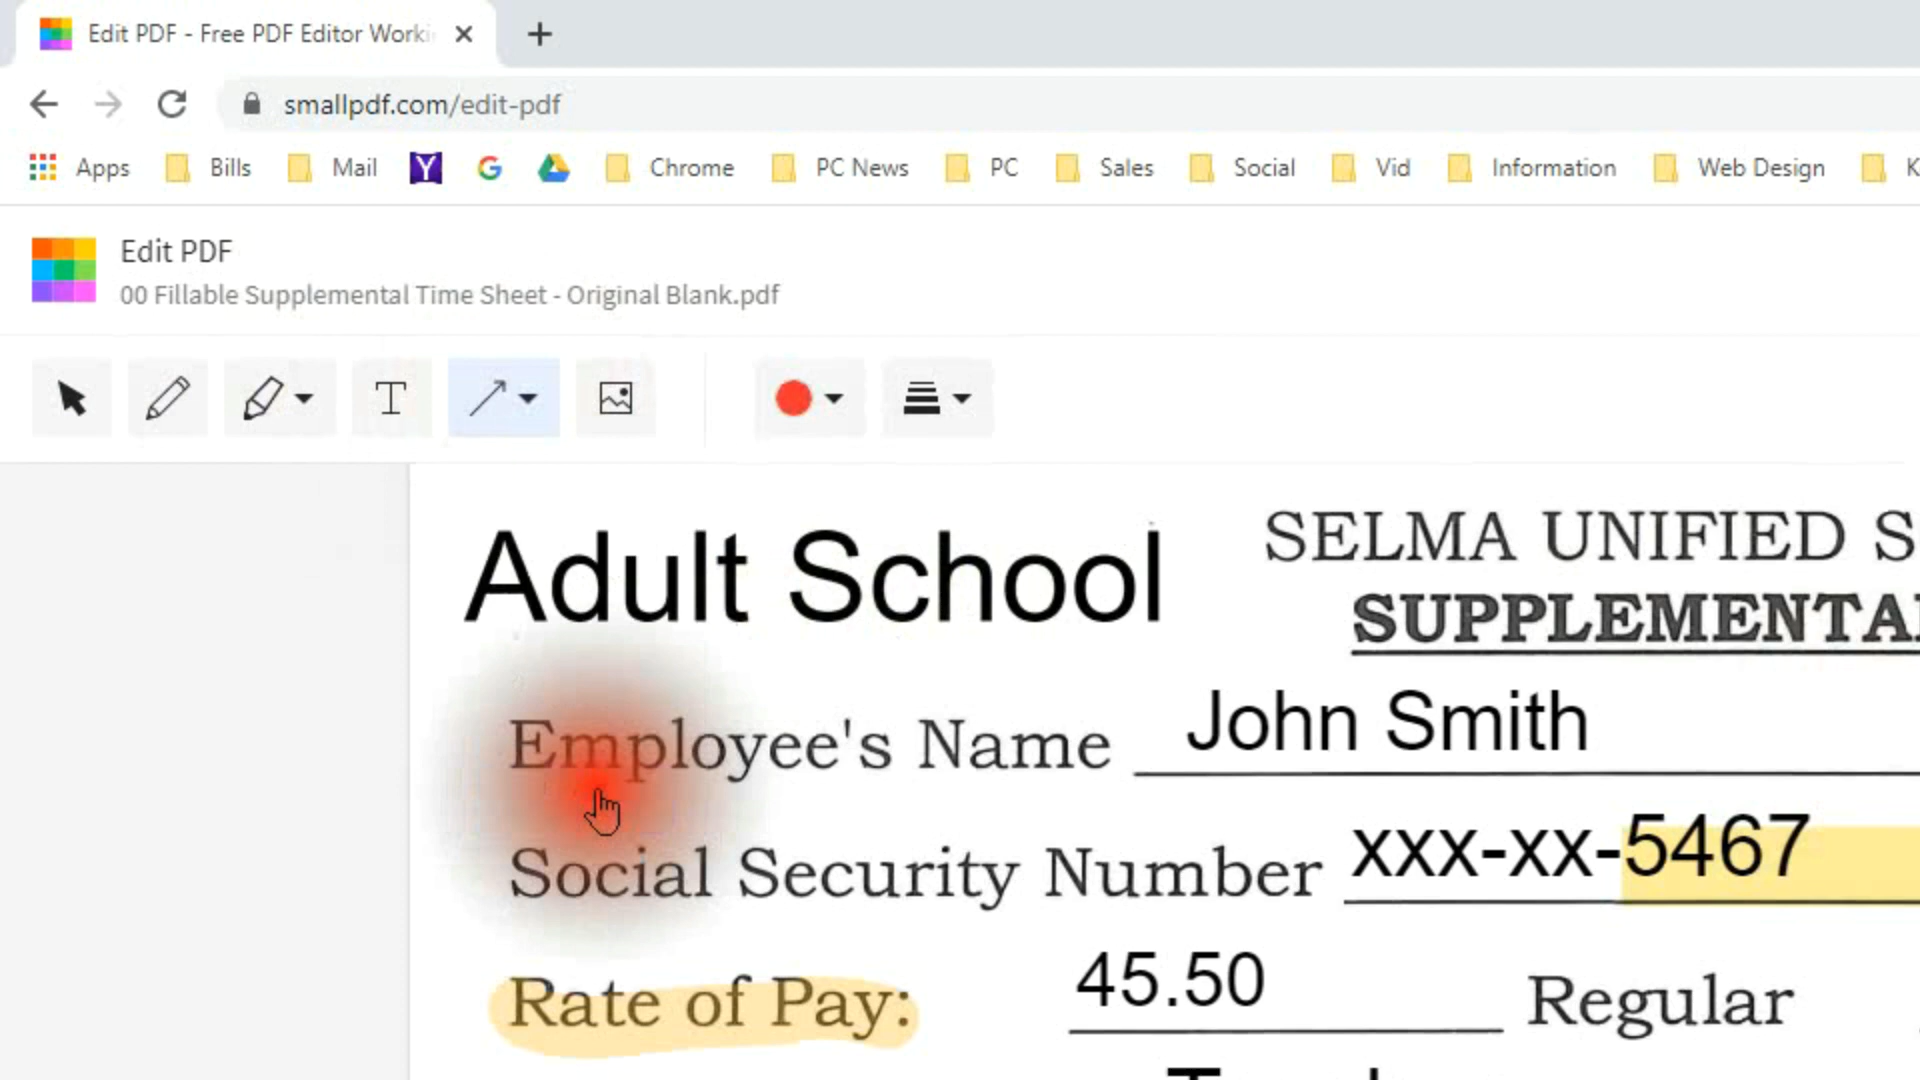 Edit PDF - Free PDF Editor Worki
smallpdf.com/edit-pdf
Apps Bills Mail Y G Chrome PC News PC Sales Social Vid Information Web Design K
Edit PDF
00 Fillable Supplemental Time Sheet - Original Blank.pdf
T
Adult School SELMA UNIFIED S
SUPPLEMENTA
Employee's Name John Smith
Social Security Number xxx-xx-5467
Rate of Pay: 45.50 Regular